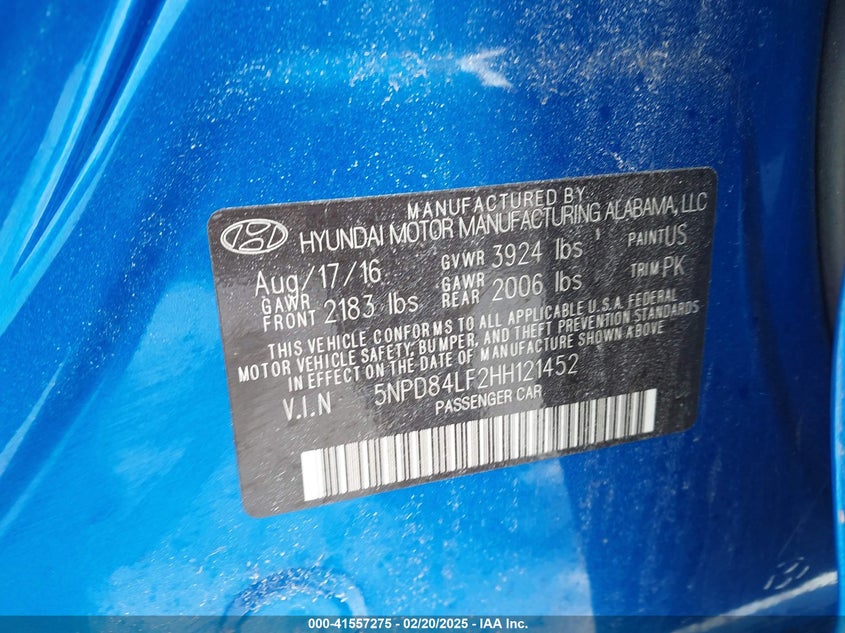 MANUFACTURED BY
HYUNDAI MOTOR MANUFACTURING ALABAMA, LLC
Aug/17/16 GVWR 3924 lbs PAINT US
GAWR FRONT 2183 lbs GAWR REAR 2006 lbs TRIM PK
THIS VEHICLE CONFORMS TO ALL APPLICABLE U.S.A. FEDERAL
MOTOR VEHICLE SAFETY, BUMPER, AND THEFT PREVENTION STANDARDS
IN EFFECT ON THE DATE OF MANUFACTURE SHOWN ABOVE
V.I.N 5NPD84LF2HH121452
PASSENGER CAR
000-41557275 - 02/20/2025 - US Auction Inc.